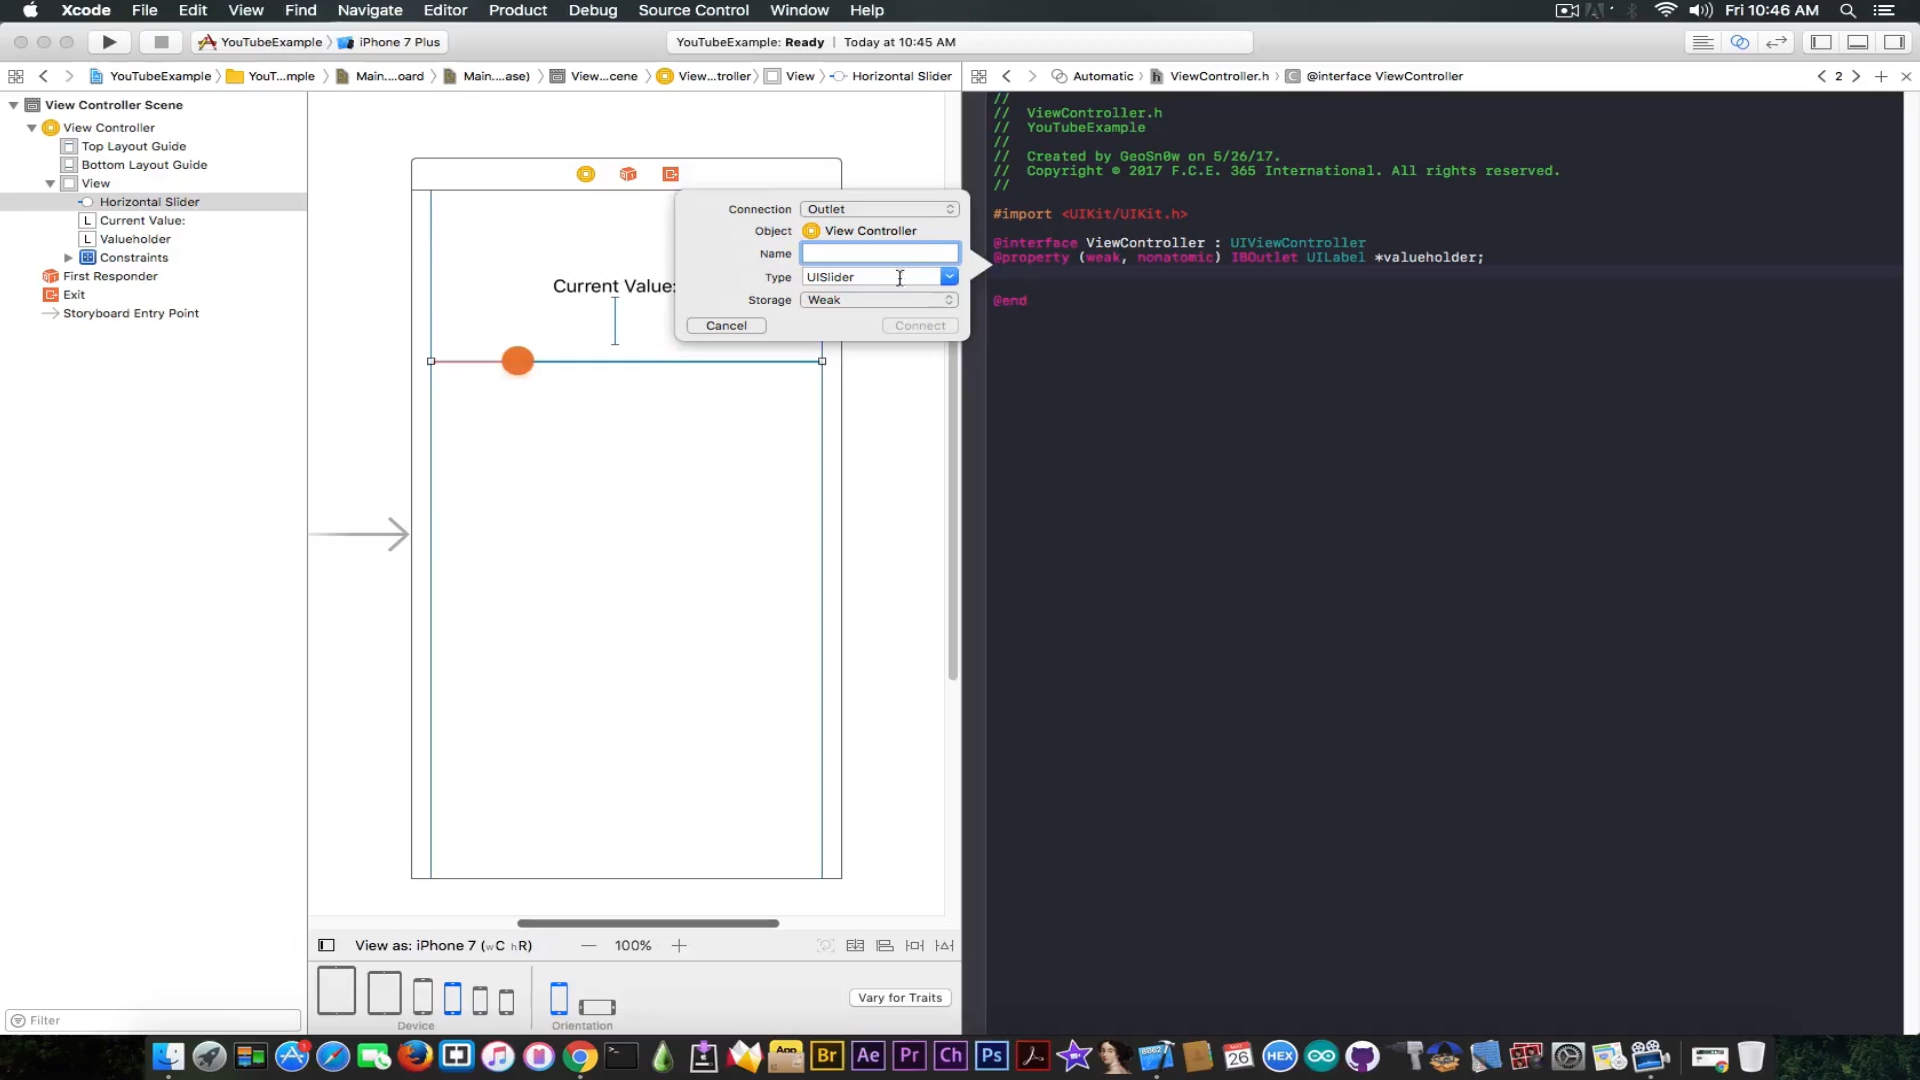 Xcode File Edit View Find Navigate Editor Product Debug Source Control Window Help Fri 10:46 AM
YouTubeExample iPhone 7 Plus YouTubeExample: Ready Today at 10:45 AM
YouTubeExample YouT...mple Main....oard Main....ase) View...cene View...troller View Horizontal Slider Automatic ViewController.h @interface ViewController 2
View Controller Scene
View Controller
Top Layout Guide
Bottom Layout Guide
View
Horizontal Slider
L Current Value:
L Valueholder
Constraints
First Responder
Exit
Storyboard Entry Point
Filter
Current Value:
Connection Outlet
Object View Controller
Name
Type UISlider
Storage Weak
Cancel Connect
View as: iPhone 7 (wC hR) 100%
Device Orientation Vary for Traits
//
// ViewController.h
// YouTubeExample
//
// Created by GeoSn0w on 5/26/17.
// Copyright © 2017 F.C.E. 365 International. All rights reserved.
//
#import <UIKit/UIKit.h>
@interface ViewController : UIViewController
@property (weak, nonatomic) IBOutlet UILabel *valueholder;
@end
App Br Ae Pr Ch Ps 26 HEX